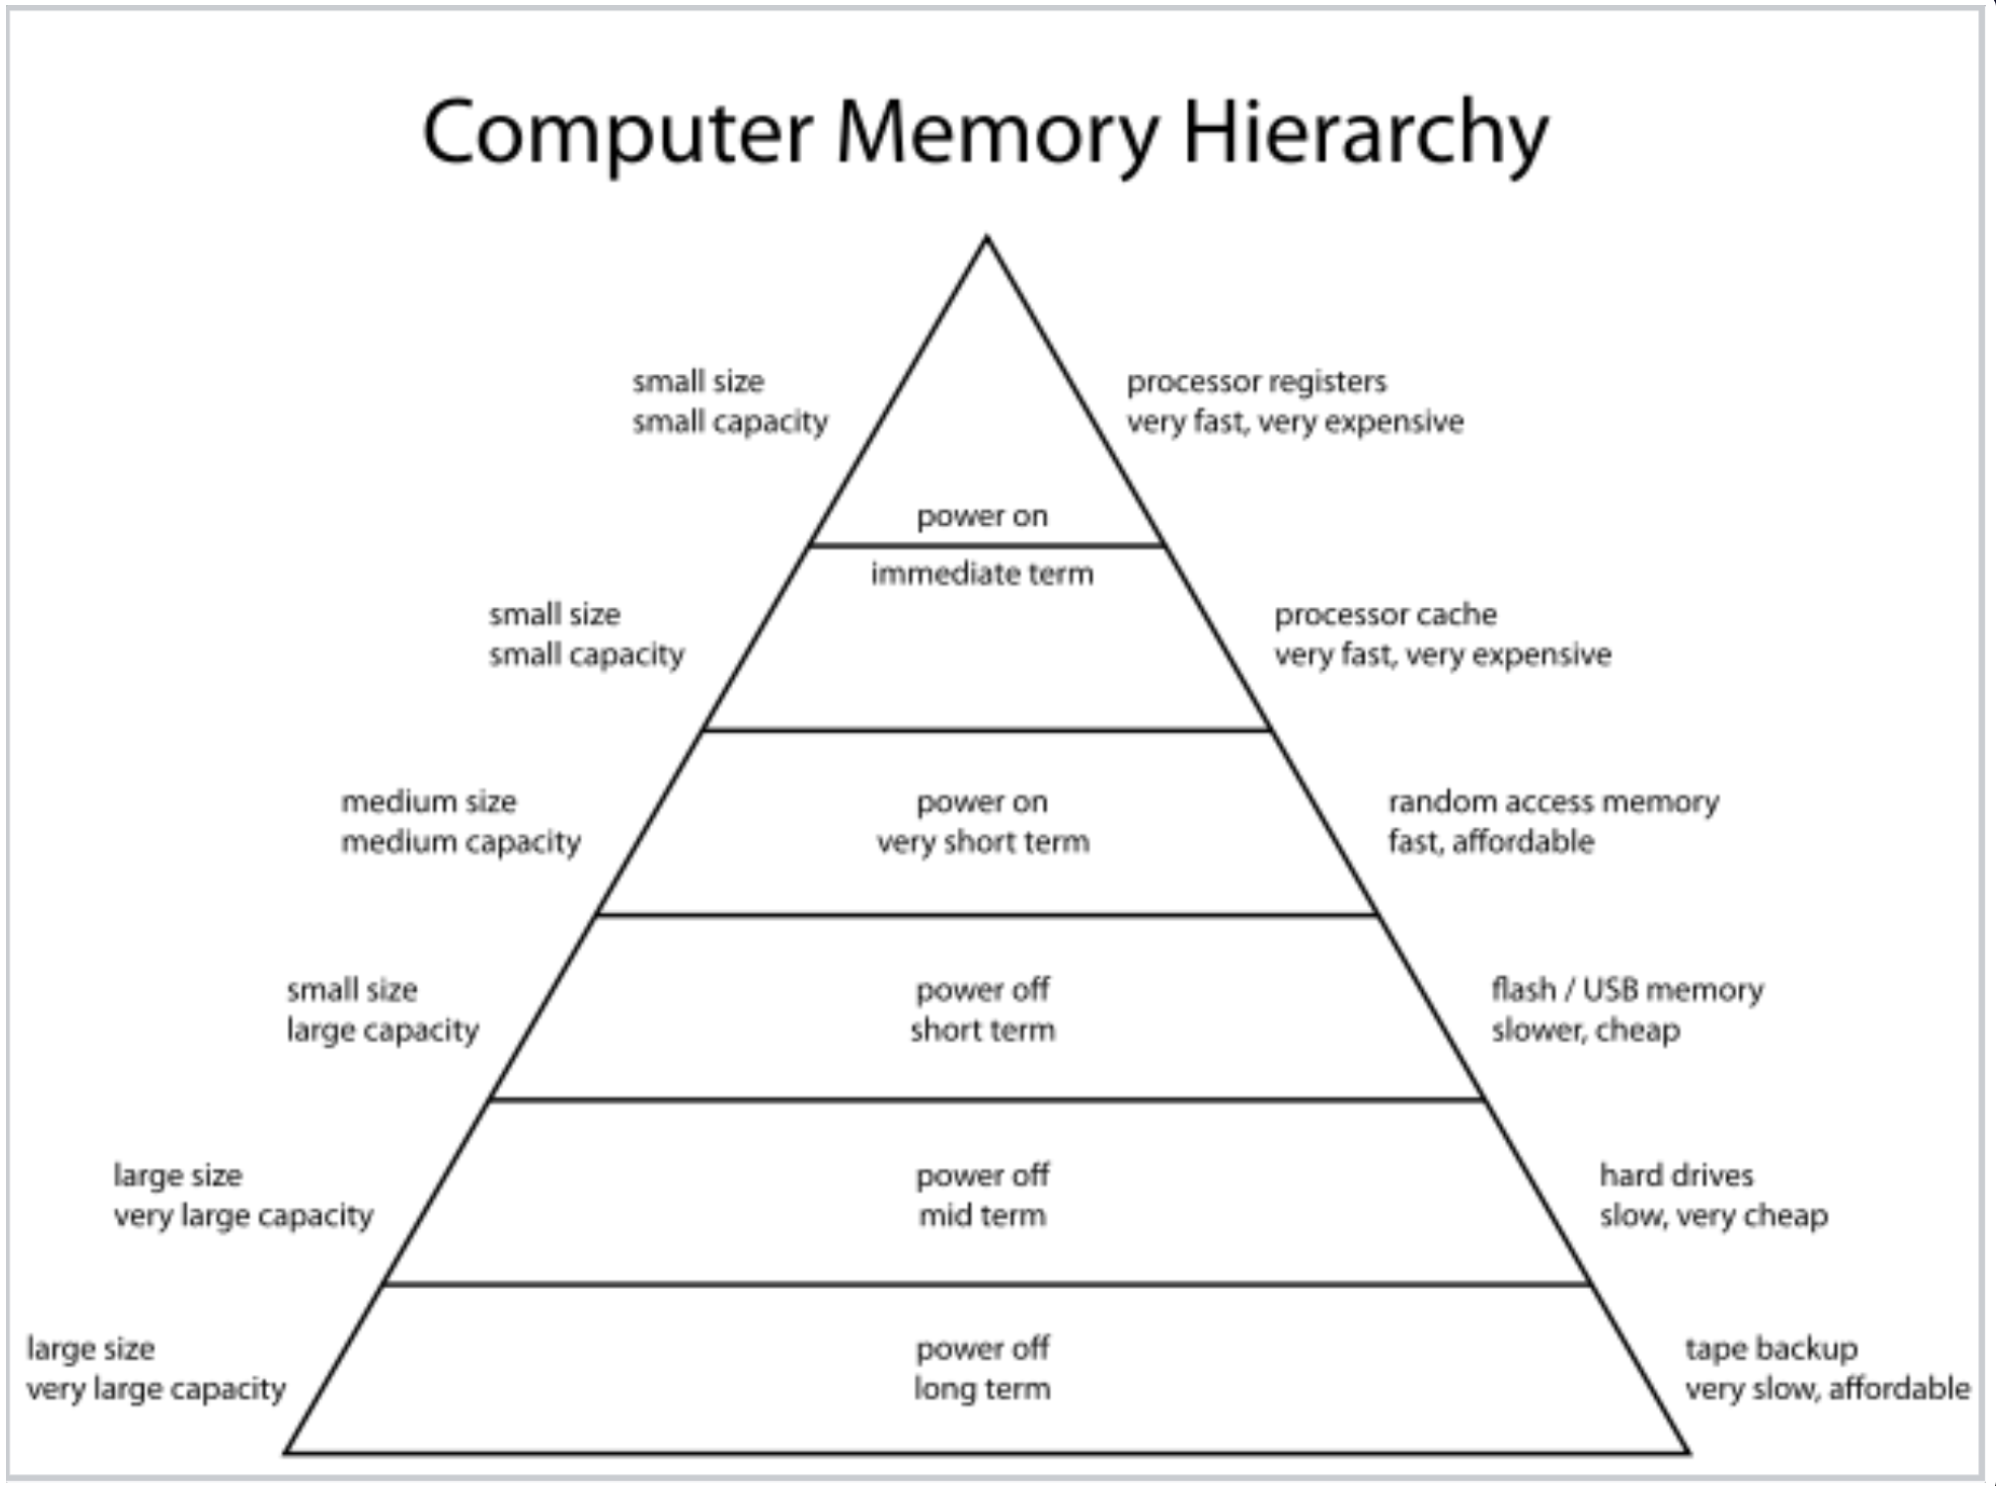 Computer Memory Hierarchy
small size
small capacity
processor registers
very fast, very expensive
power on
immediate term
small size
small capacity
processor cache
very fast, very expensive
medium size
medium capacity
power on
very short term
random access memory
fast, affordable
small size
large capacity
power off
short term
flash / USB memory
slower, cheap
large size
very large capacity
power off
mid term
hard drives
slow, very cheap
large size
very large capacity
power off
long term
tape backup
very slow, affordable